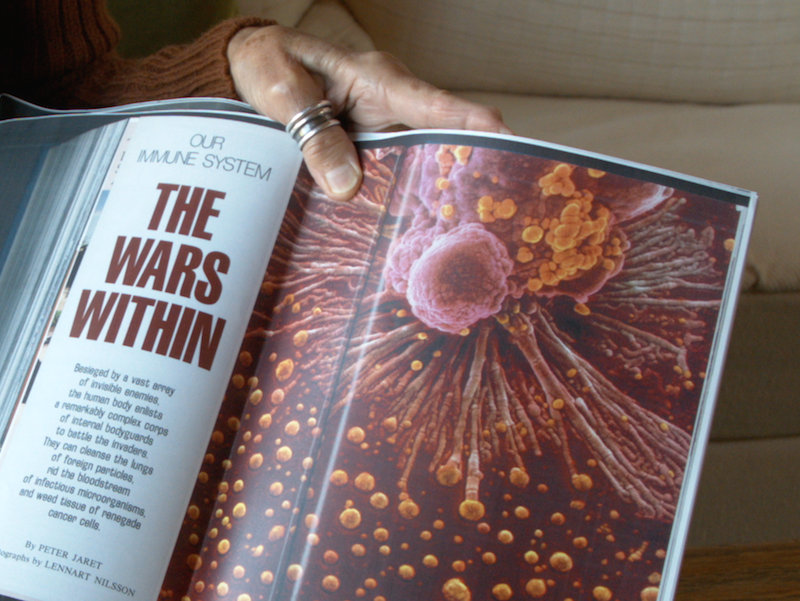 OUR
IMMUNE SYSTEM
THE
WARS
WITHIN
Besieged by a vast array
of invisible enemies,
the human body enlists
a remarkably complex corps
of internal bodyguards
to battle the invaders.
They can cleanse the lungs
of foreign particles,
rid the bloodstream
of infectious microorganisms,
and weed tissue of renegade
cancer cells.
By PETER JARET
ographs by LENNART NILSSON